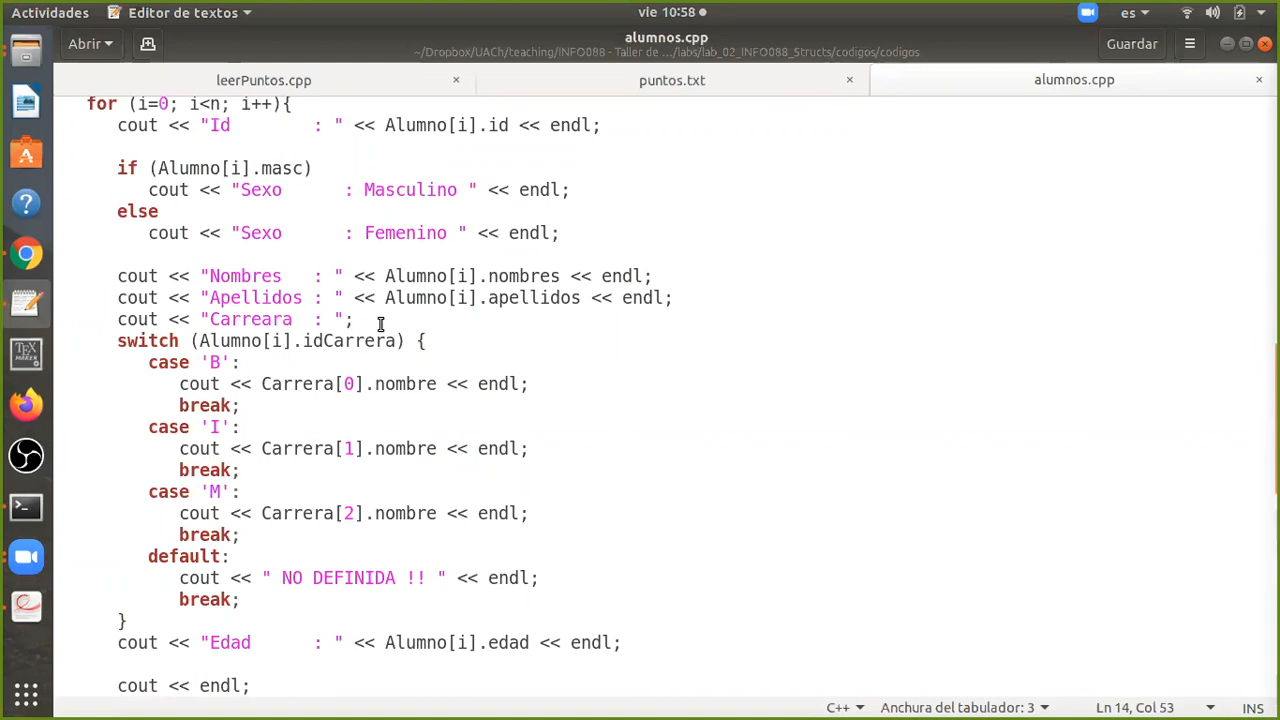 Actividades Editor de textos vie 10:58 es
Abrir alumnos.cpp Guardar
~/Dropbox/UACh/teaching/INFO088 - Taller de .../labs/lab_02_INFO088_Structs/codigos/codigos
leerPuntos.cpp × puntos.txt × alumnos.cpp ×
for (i=0; i<n; i++){
cout << "Id        : " << Alumno[i].id << endl;
if (Alumno[i].masc)
cout << "Sexo      : Masculino " << endl;
else
cout << "Sexo      : Femenino " << endl;
cout << "Nombres   : " << Alumno[i].nombres << endl;
cout << "Apellidos : " << Alumno[i].apellidos << endl;
cout << "Carreara  : ";
switch (Alumno[i].idCarrera) {
case 'B':
cout << Carrera[0].nombre << endl;
break;
case 'I':
cout << Carrera[1].nombre << endl;
break;
case 'M':
cout << Carrera[2].nombre << endl;
break;
default:
cout << " NO DEFINIDA !! " << endl;
break;
}
cout << "Edad      : " << Alumno[i].edad << endl;
cout << endl;
C++ Anchura del tabulador: 3 Ln 14, Col 53 INS